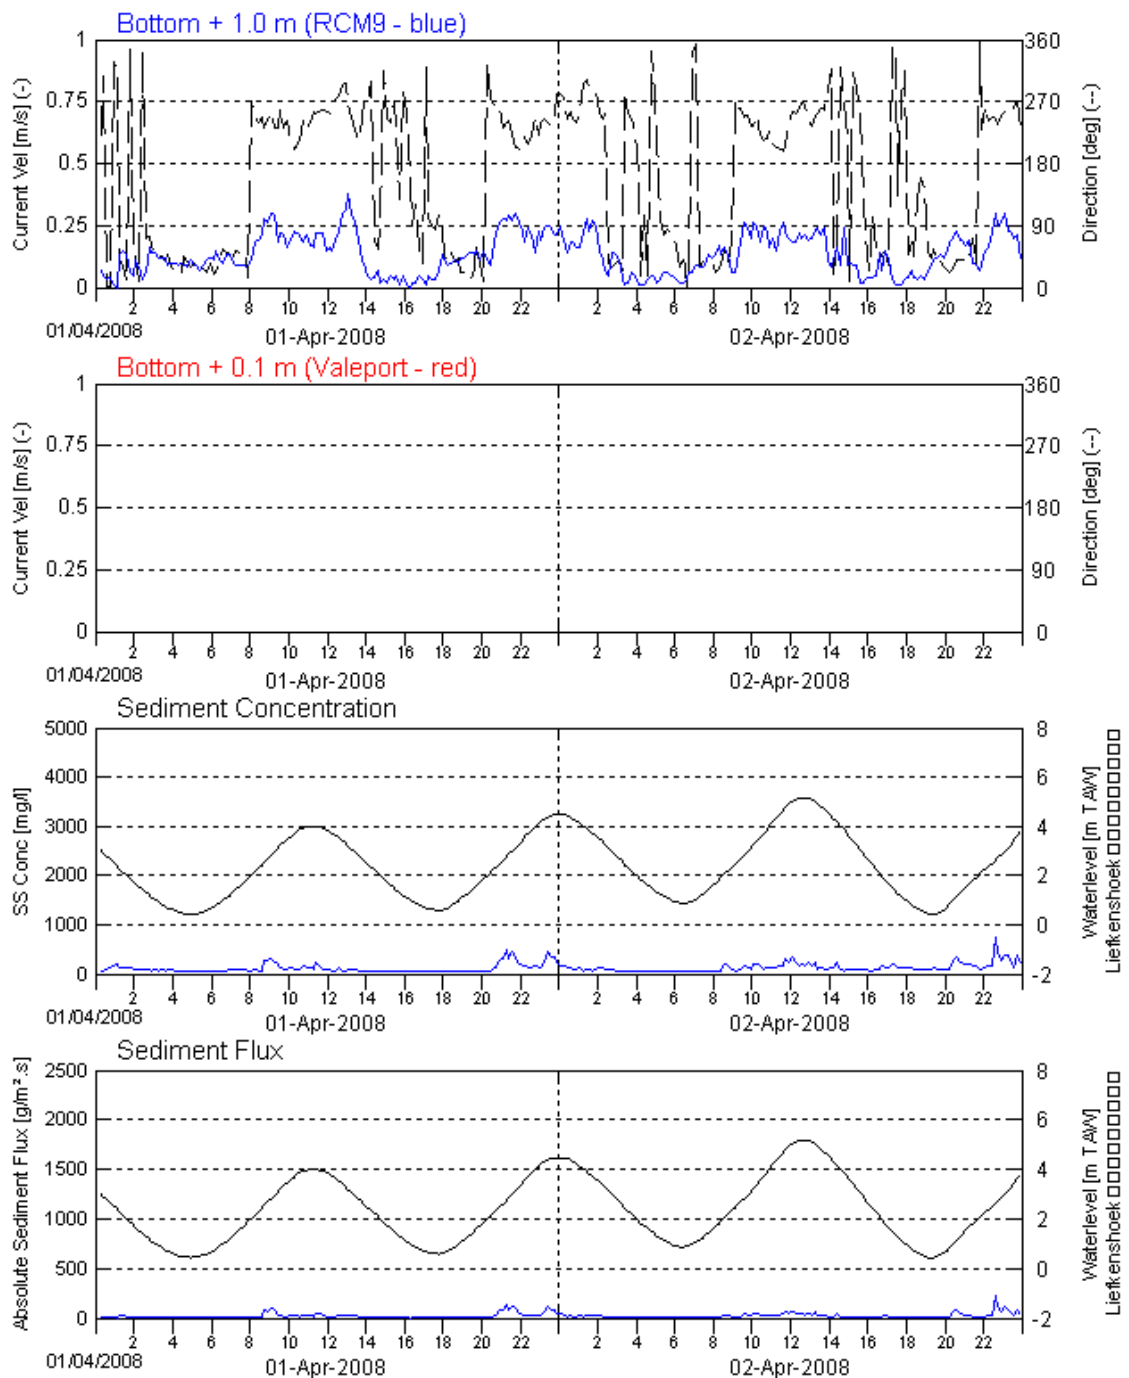 Bottom + 1.0 m (RCM9 - blue)
Current Vel [m/s] (-)
1
0.75
0.5
0.25
0
360
270
180
90
0
Direction [deg] (--)
2 4 6 8 10 12 14 16 18 20 22 2 4 6 8 10 12 14 16 18 20 22
01/04/2008
01-Apr-2008
02-Apr-2008
Bottom + 0.1 m (Valeport - red)
Current Vel [m/s] (-)
1
0.75
0.5
0.25
0
360
270
180
90
0
Direction [deg] (--)
2 4 6 8 10 12 14 16 18 20 22 2 4 6 8 10 12 14 16 18 20 22
01/04/2008
01-Apr-2008
02-Apr-2008
Sediment Concentration
SS Conc [mg/l]
5000
4000
3000
2000
1000
0
8
6
4
2
0
-2
Waterlevel [m TAW]
Liefkenshoek □□□□□□□□□
2 4 6 8 10 12 14 16 18 20 22 2 4 6 8 10 12 14 16 18 20 22
01/04/2008
01-Apr-2008
02-Apr-2008
Sediment Flux
Absolute Sediment Flux [g/m².s]
2500
2000
1500
1000
500
0
8
6
4
2
0
-2
Waterlevel [m TAW]
Liefkenshoek □□□□□□□□□
2 4 6 8 10 12 14 16 18 20 22 2 4 6 8 10 12 14 16 18 20 22
01/04/2008
01-Apr-2008
02-Apr-2008